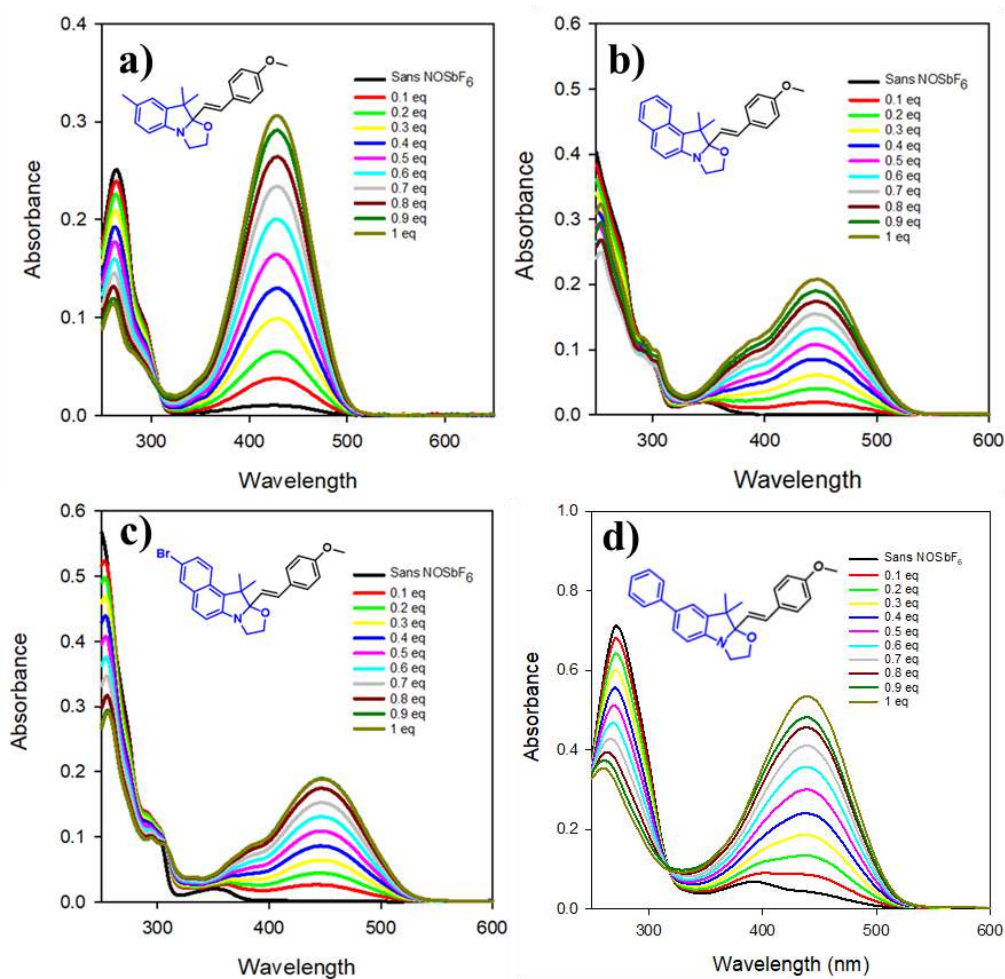 a)
Absorbance
0.4
0.3
0.2
0.1
0.0
300
400
500
600
Wavelength
N
O
O
Sans NOSbF6
0.1 eq
0.2 eq
0.3 eq
0.4 eq
0.5 eq
0.6 eq
0.7 eq
0.8 eq
0.9 eq
1 eq
b)
Absorbance
0.6
0.5
0.4
0.3
0.2
0.1
0.0
300
400
500
600
Wavelength
N
O
O
Sans NOSbF6
0.1 eq
0.2 eq
0.3 eq
0.4 eq
0.5 eq
0.6 eq
0.7 eq
0.8 eq
0.9 eq
1 eq
c)
Absorbance
0.6
0.5
0.4
0.3
0.2
0.1
0.0
300
400
500
600
Wavelength
Br
N
O
O
Sans NOSbF6
0.1 eq
0.2 eq
0.3 eq
0.4 eq
0.5 eq
0.6 eq
0.7 eq
0.8 eq
0.9 eq
1 eq
d)
Absorbance
1.0
0.8
0.6
0.4
0.2
0.0
300
400
500
600
Wavelength (nm)
N
O
O
Sans NOSbF6
0.1 eq
0.2 eq
0.3 eq
0.4 eq
0.5 eq
0.6 eq
0.7 eq
0.8 eq
0.9 eq
1 eq